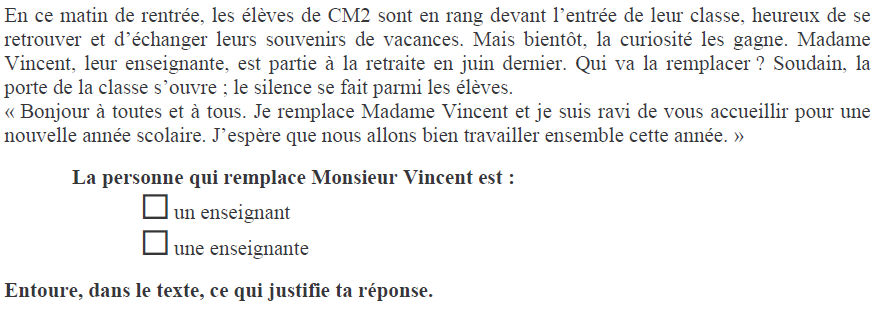 En ce matin de rentrée, les élèves de CM2 sont en rang devant l’entrée de leur classe, heureux de se
retrouver et d’échanger leurs souvenirs de vacances. Mais bientôt, la curiosité les gagne. Madame
Vincent, leur enseignante, est partie à la retraite en juin dernier. Qui va la remplacer ? Soudain, la
porte de la classe s’ouvre ; le silence se fait parmi les élèves.
« Bonjour à toutes et à tous. Je remplace Madame Vincent et je suis ravi de vous accueillir pour une
nouvelle année scolaire. J’espère que nous allons bien travailler ensemble cette année. »
La personne qui remplace Monsieur Vincent est :
un enseignant
une enseignante
Entoure, dans le texte, ce qui justifie ta réponse.